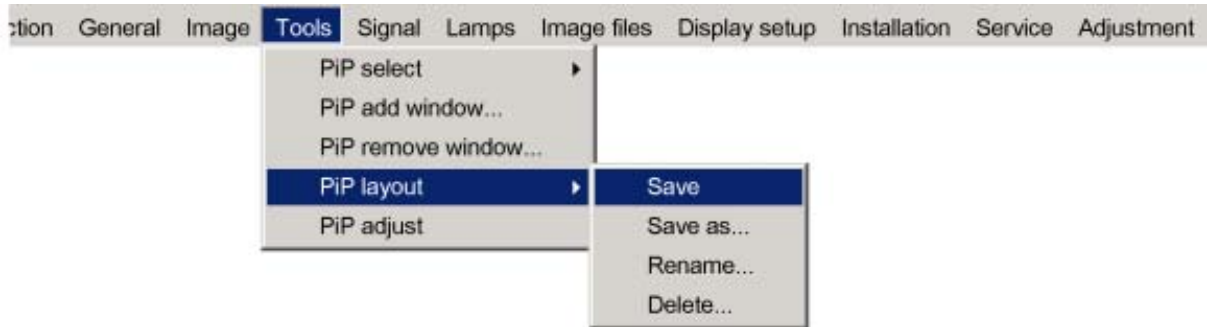 ction General Image Tools Signal Lamps Image files Display setup Installation Service Adjustment
PiP select
PiP add window...
PiP remove window...
PiP layout
Save
PiP adjust
Save as...
Rename...
Delete...